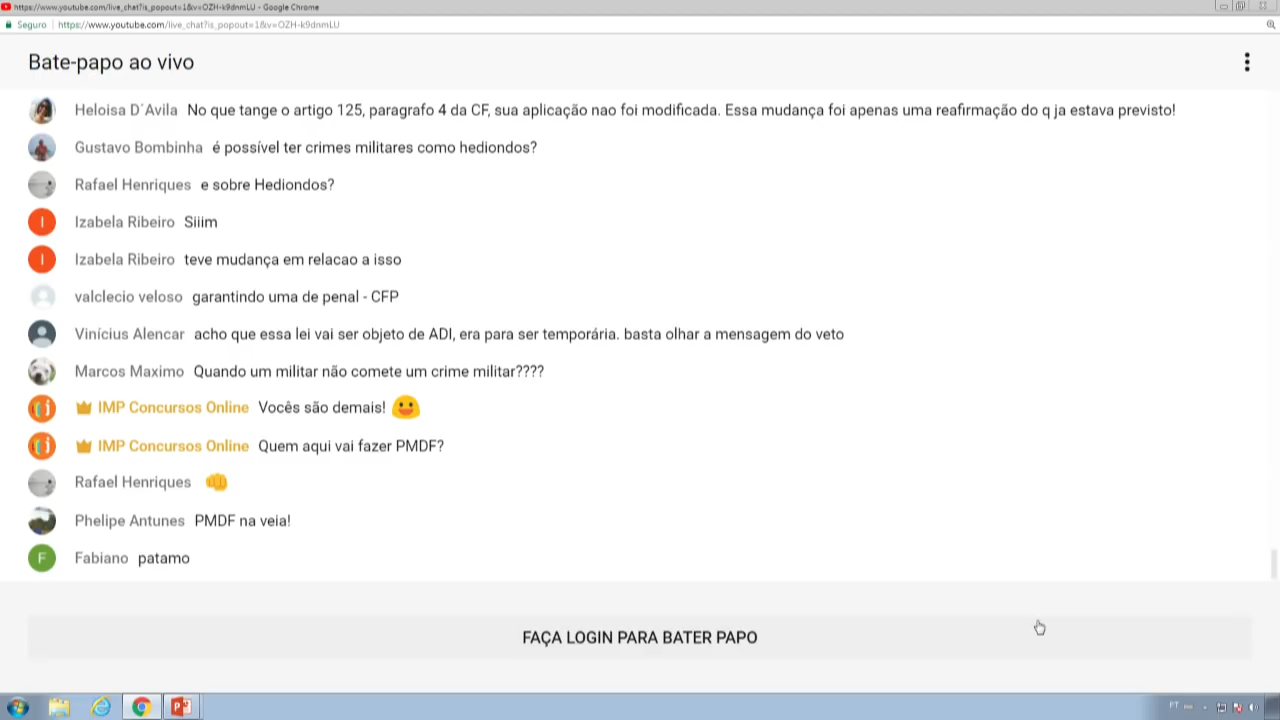 https://www.youtube.com/live_chat?is_popout=1&v=OZH-k9dnmLU - Google Chrome
Seguro https://www.youtube.com/live_chat?is_popout=1&v=OZH-k9dnmLU
Bate-papo ao vivo
Heloisa D´Avila No que tange o artigo 125, paragrafo 4 da CF, sua aplicação nao foi modificada. Essa mudança foi apenas uma reafirmação do q ja estava previsto!
Gustavo Bombinha é possível ter crimes militares como hediondos?
Rafael Henriques e sobre Hediondos?
I Izabela Ribeiro Siiim
I Izabela Ribeiro teve mudança em relacao a isso
valclecio veloso garantindo uma de penal - CFP
Vinícius Alencar acho que essa lei vai ser objeto de ADI, era para ser temporária. basta olhar a mensagem do veto
Marcos Maximo Quando um militar não comete um crime militar????
IMP Concursos Online Vocês são demais!
IMP Concursos Online Quem aqui vai fazer PMDF?
Rafael Henriques
Phelipe Antunes PMDF na veia!
F Fabiano patamo
FAÇA LOGIN PARA BATER PAPO
PT